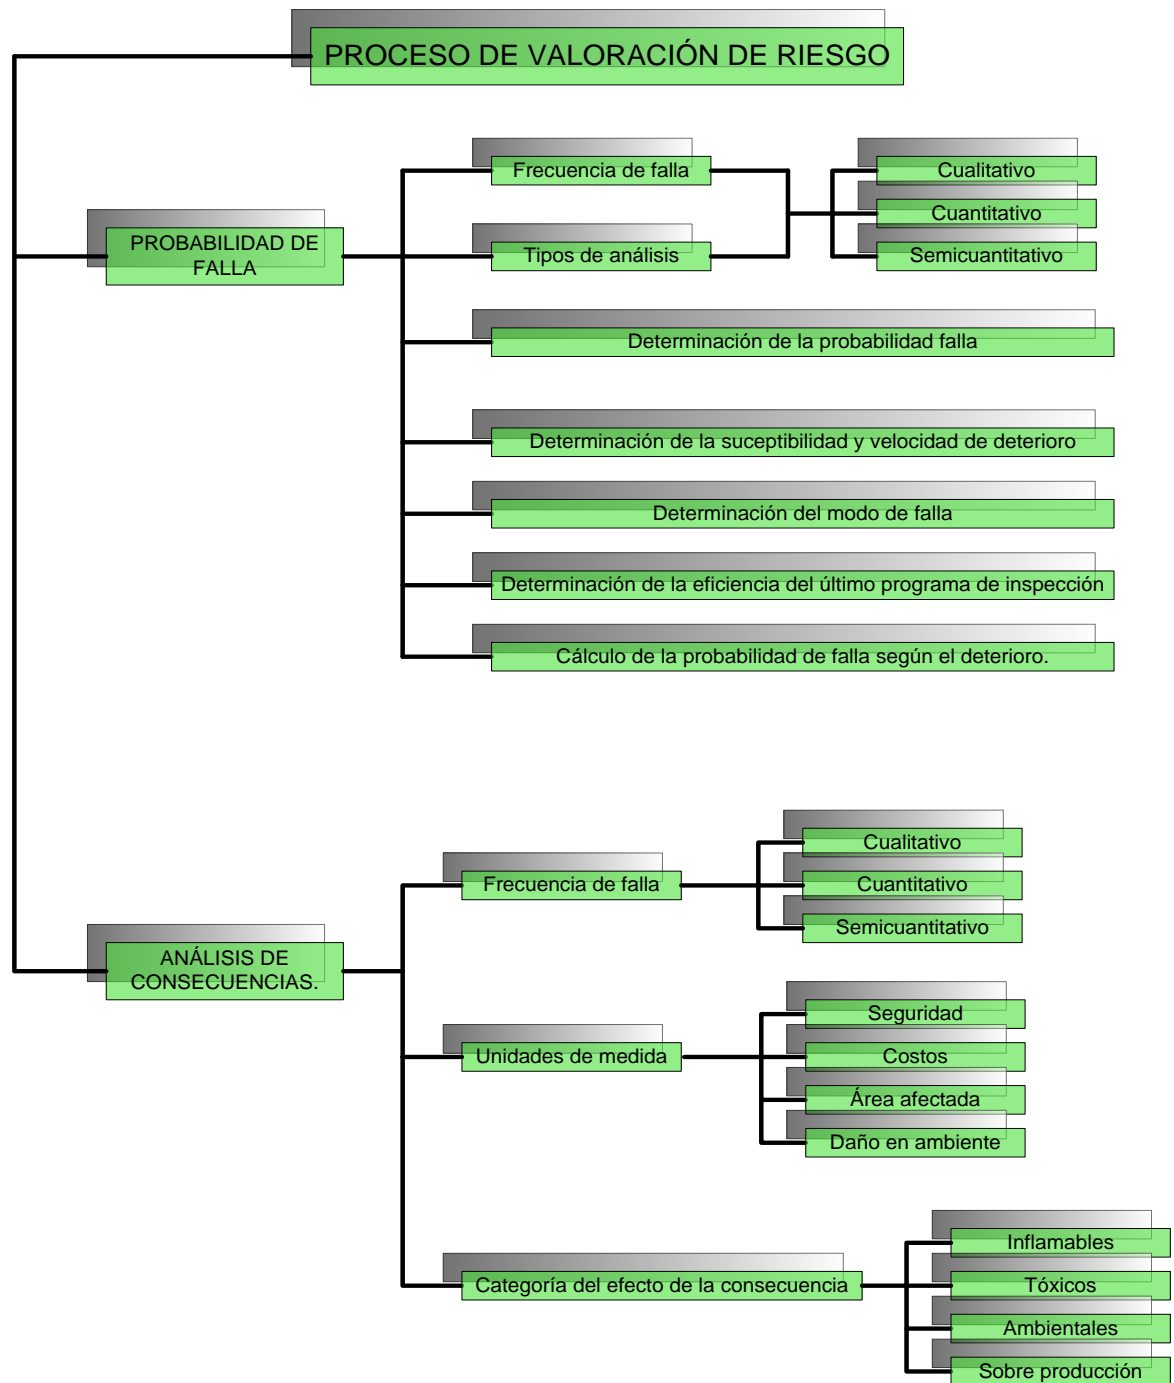 PROCESO DE VALORACIÓN DE RIESGO
PROBABILIDAD DE
FALLA
Frecuencia de falla
Tipos de análisis
Cualitativo
Cuantitativo
Semicuantitativo
Determinación de la probabilidad falla
Determinación de la suceptibilidad y velocidad de deterioro
Determinación del modo de falla
Determinación de la eficiencia del último programa de inspección
Cálculo de la probabilidad de falla según el deterioro.
ANÁLISIS DE
CONSECUENCIAS.
Frecuencia de falla
Cualitativo
Cuantitativo
Semicuantitativo
Unidades de medida
Seguridad
Costos
Área afectada
Daño en ambiente
Categoría del efecto de la consecuencia
Inflamables
Tóxicos
Ambientales
Sobre producción